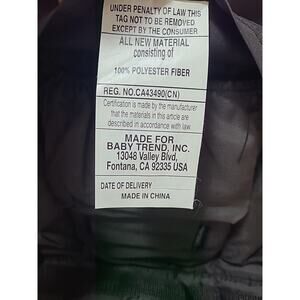 UNDER PENALTY OF LAW THIS
TAG NOT TO BE REMOVED
EXCEPT BY THE CONSUMER
ALL NEW MATERIAL
consisting of
100% POLYESTER FIBER
REG. NO.CA43490(CN)
Certification is made by the manufacturer
that the materials in this article are
described in accordance with law.
MADE FOR
BABY TREND, INC.
13048 Valley Blvd,
Fontana, CA 92335 USA
DATE OF DELIVERY
MADE IN CHINA